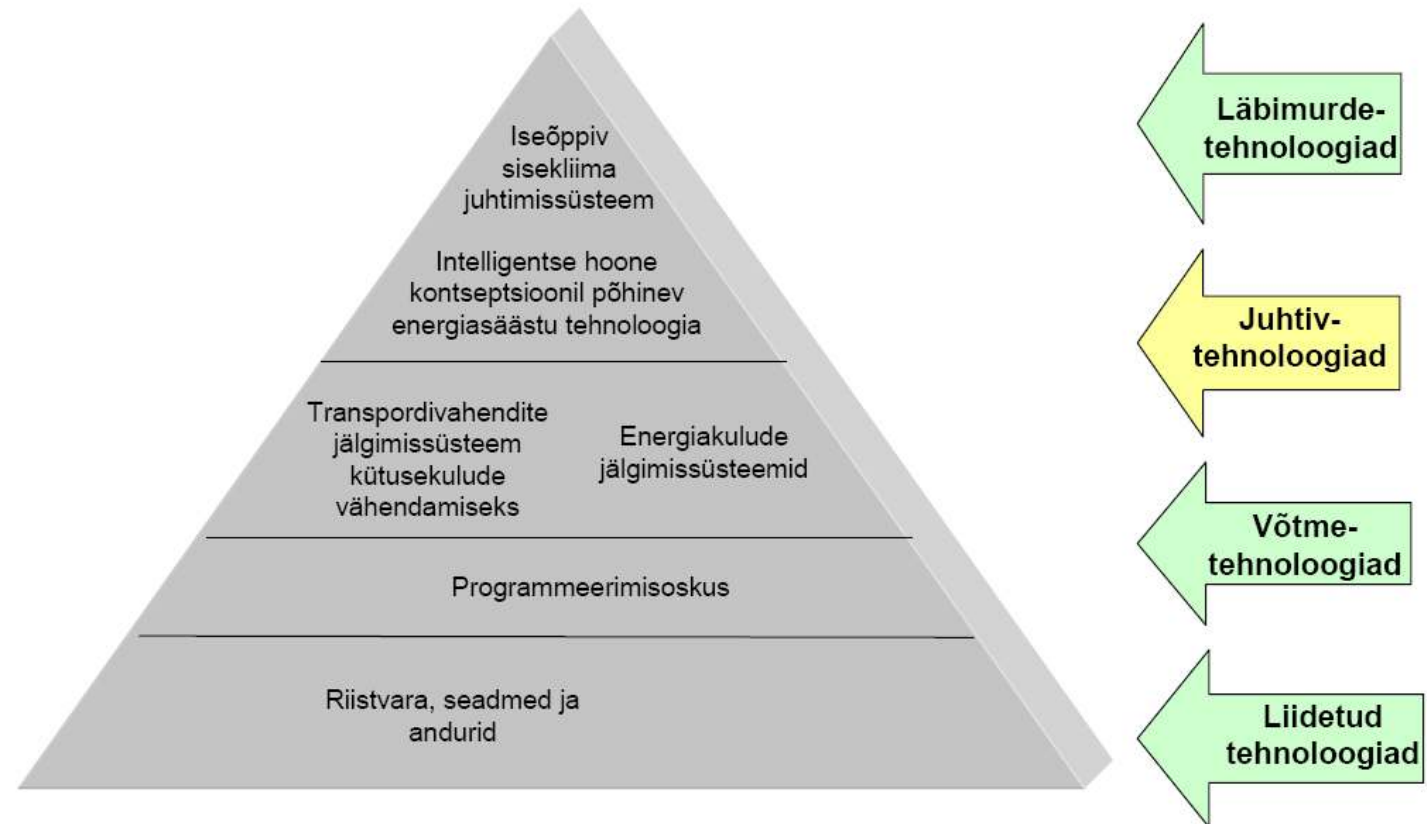 Iseõppiv
sisekliima
juhtimissüsteem
Intelligentse hoone
kontseptsioonil põhinev
energiasäästu tehnoloogia
Transpordivahendite
jälgimissüsteem
kütusekulude
vähendamiseks
Energiakulude
jälgimissüsteemid
Programmeerimisoskus
Riistvara, seadmed ja
andurid
Läbimurde-
tehnoloogiad
Juhtiv-
tehnoloogiad
Võtme-
tehnoloogiad
Liidetud
tehnoloogiad